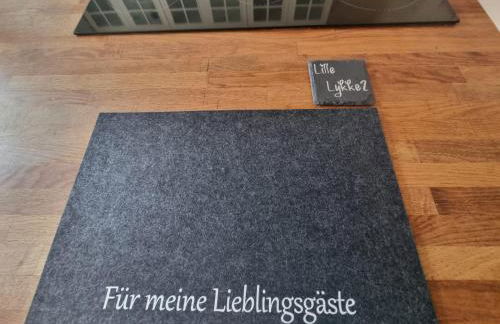 Lille
Lykke2
Für meine Lieblingsgäste